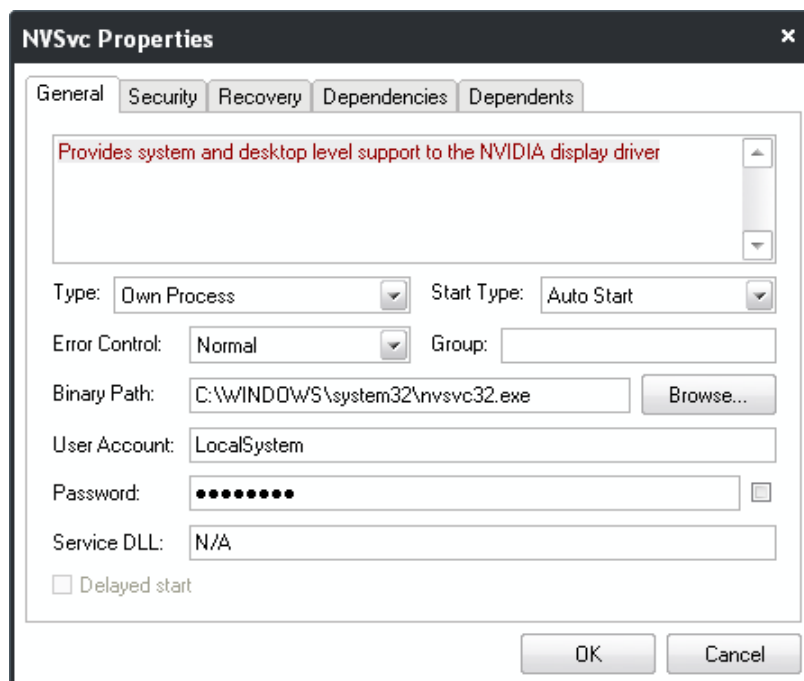 NVSvc Properties
General Security Recovery Dependencies Dependents
Provides system and desktop level support to the NVIDIA display driver
Type: Own Process Start Type: Auto Start
Error Control: Normal Group:
Binary Path: C:\WINDOWS\system32\nvsvc32.exe Browse...
User Account: LocalSystem
Password: ●●●●●●●●
Service DLL: N/A
Delayed start
OK Cancel